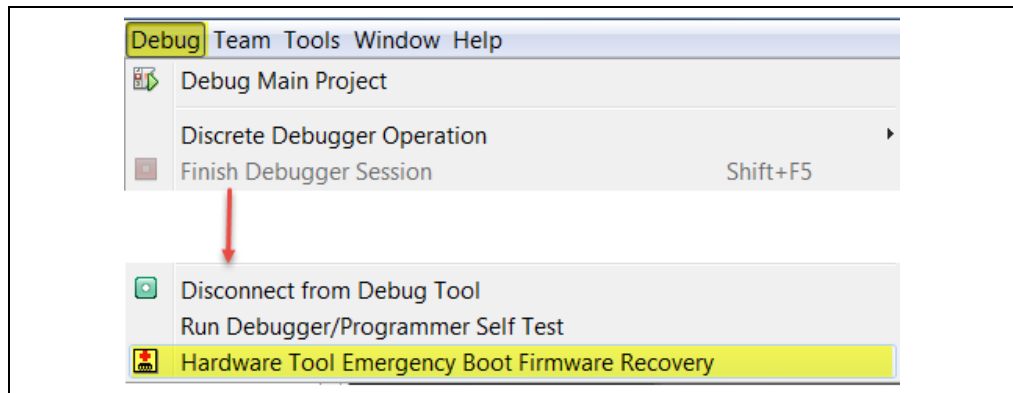 Debug Team Tools Window Help
Debug Main Project
Discrete Debugger Operation
Finish Debugger Session Shift+F5
Disconnect from Debug Tool
Run Debugger/Programmer Self Test
Hardware Tool Emergency Boot Firmware Recovery